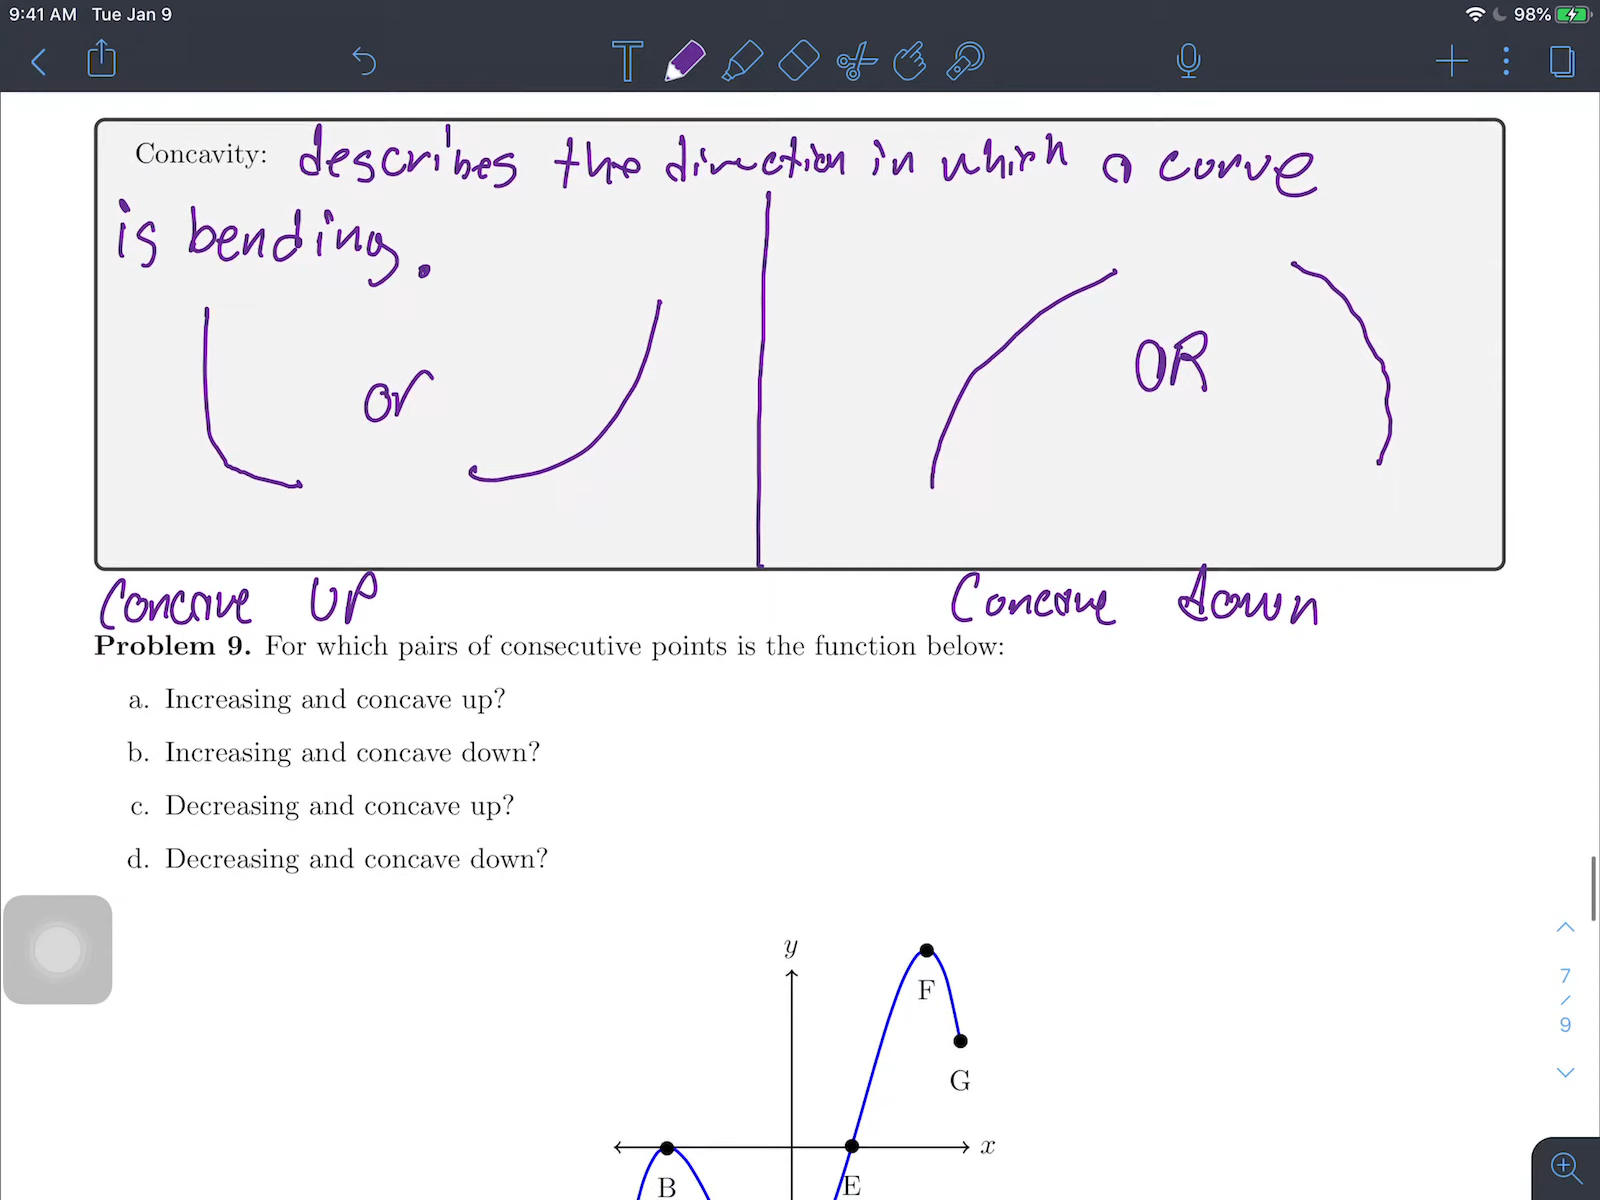 9:41 AM Tue Jan 9
98%
Concavity: describes the direction in which a curve
is bending.
or
OR
Concave UP
Concave down
Problem 9. For which pairs of consecutive points is the function below:
a. Increasing and concave up?
b. Increasing and concave down?
c. Decreasing and concave up?
d. Decreasing and concave down?
y
F
G
x
B
E
7
/
9